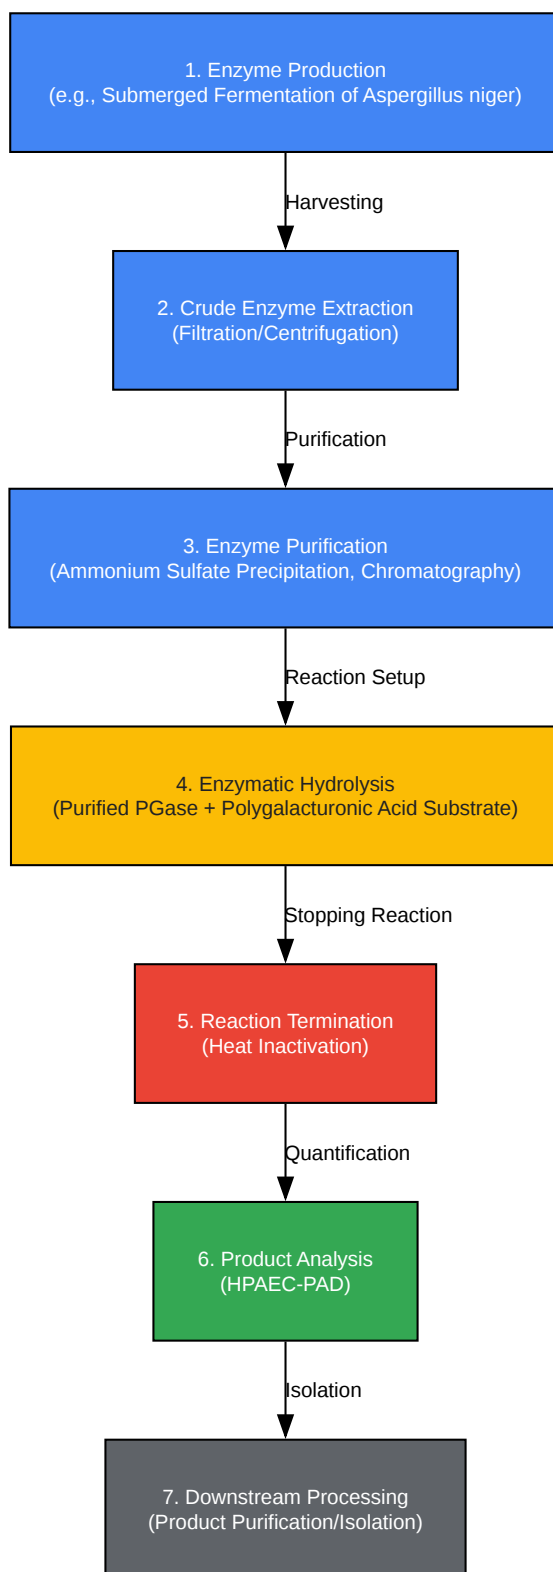 1. Enzyme Production
(e.g., Submerged Fermentation of Aspergillus niger)
Harvesting
2. Crude Enzyme Extraction
(Filtration/Centrifugation)
Purification
3. Enzyme Purification
(Ammonium Sulfate Precipitation, Chromatography)
Reaction Setup
4. Enzymatic Hydrolysis
(Purified PGase + Polygalacturonic Acid Substrate)
Stopping Reaction
5. Reaction Termination
(Heat Inactivation)
Quantification
6. Product Analysis
(HPAEC-PAD)
Isolation
7. Downstream Processing
(Product Purification/Isolation)